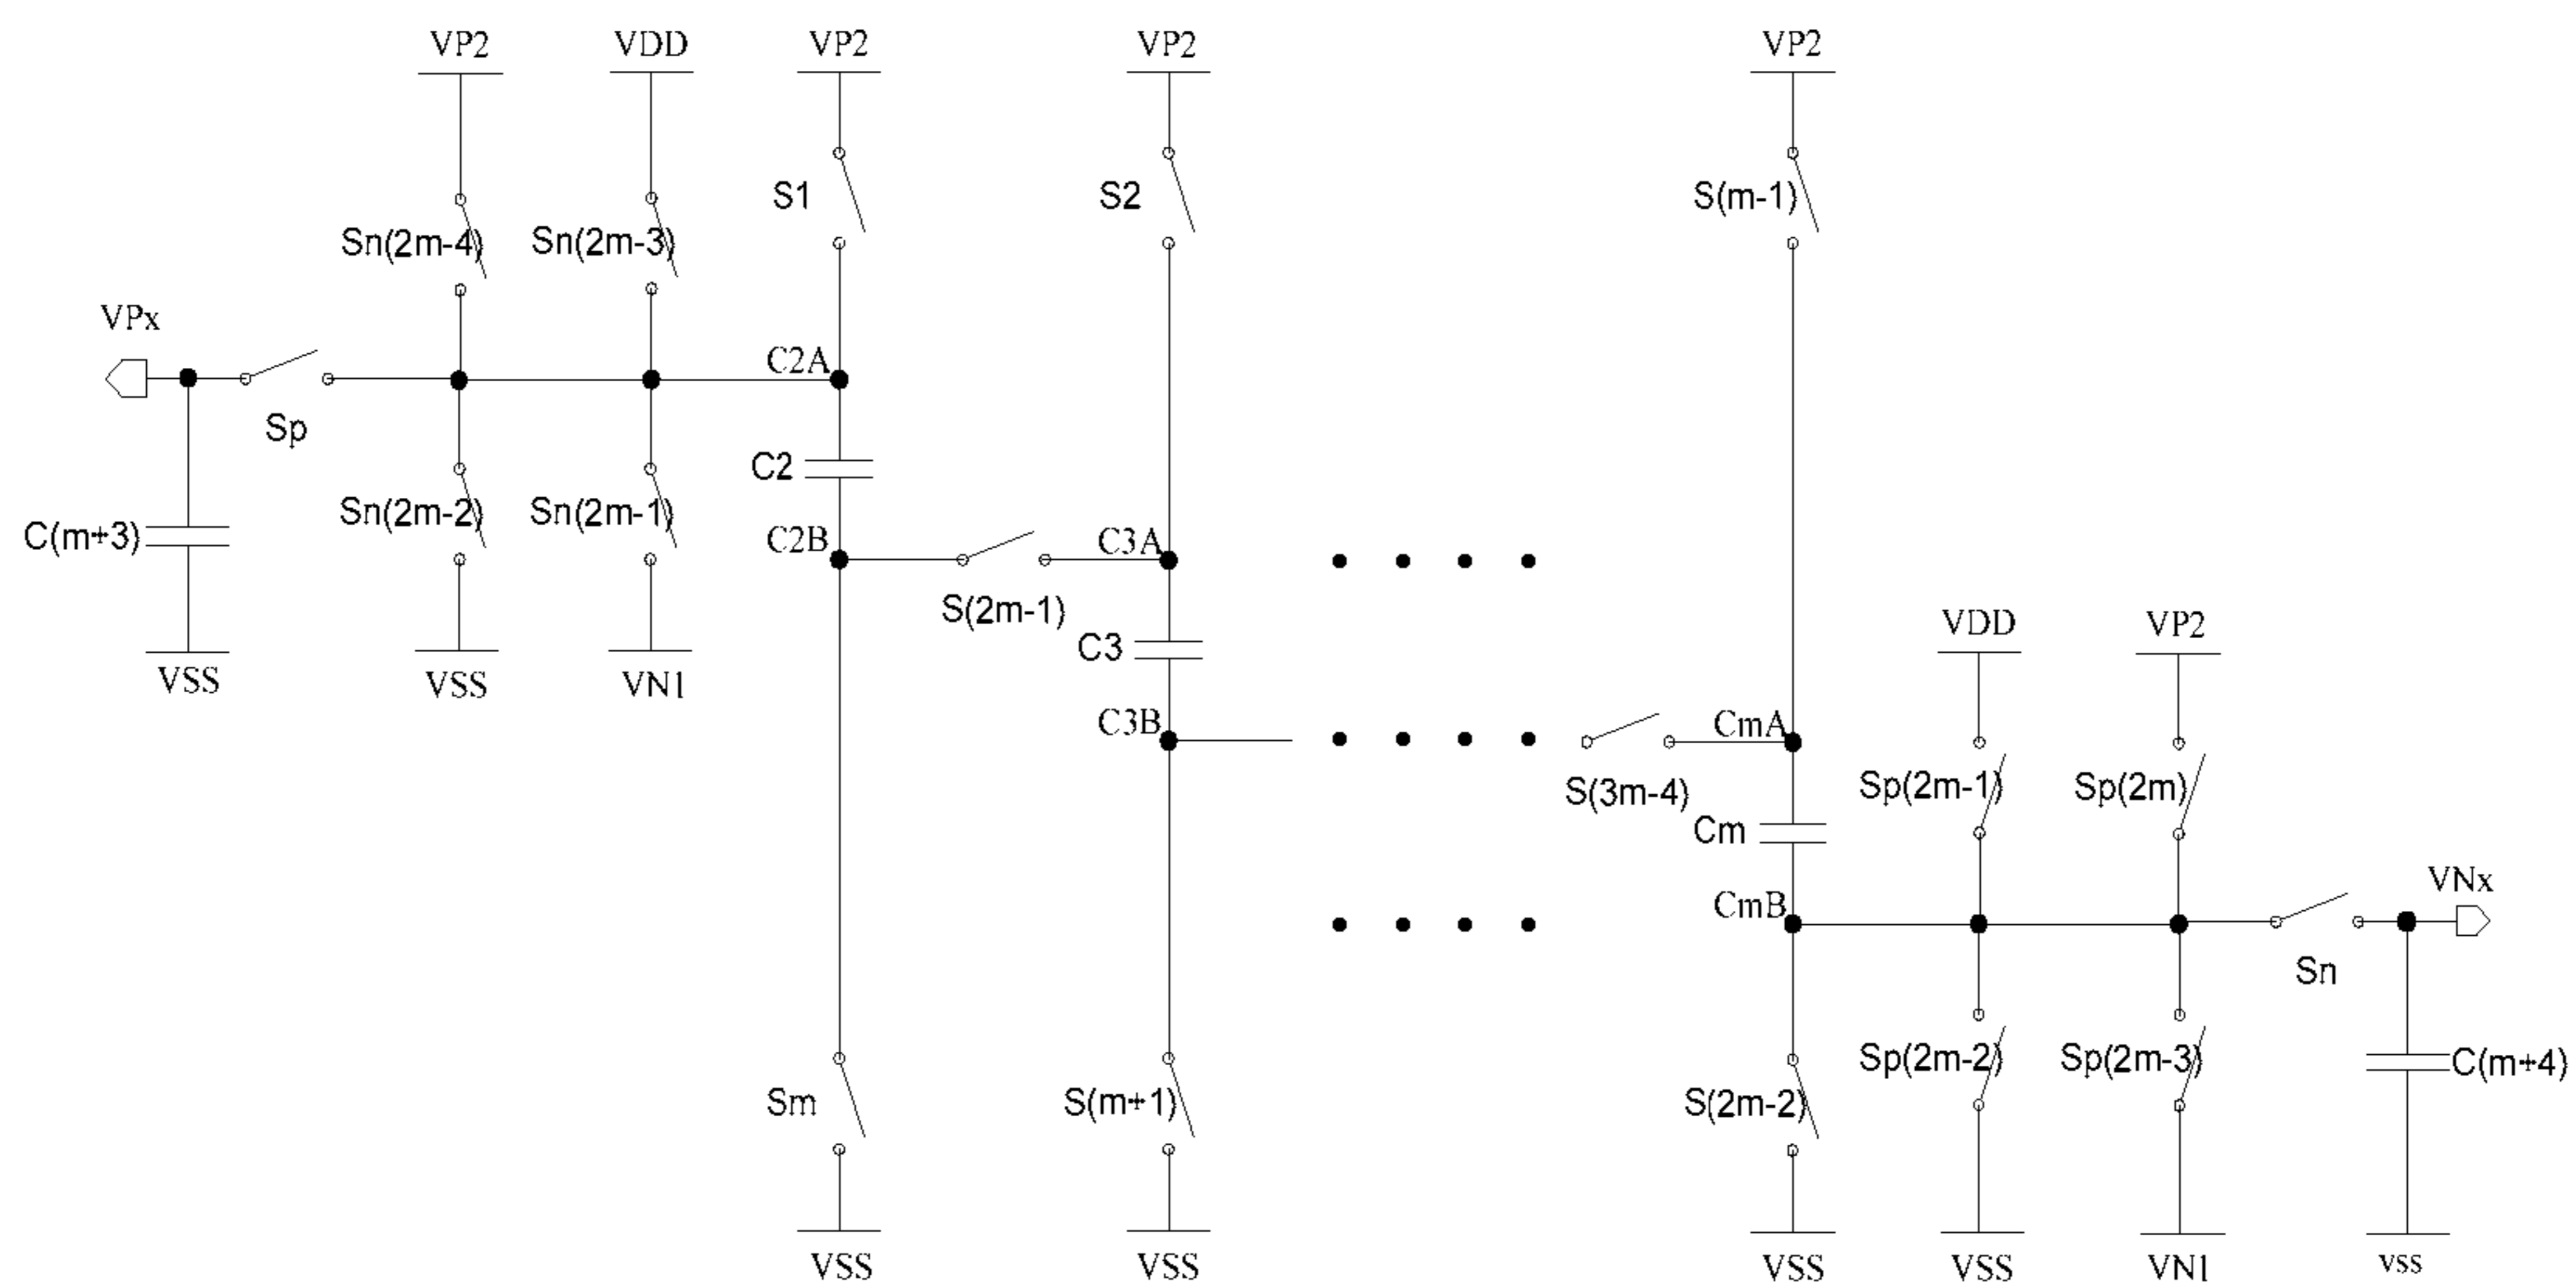 VP2 VDD VP2 VP2 VP2
S1 S2 S(m-1)
Sn(2m-4) Sn(2m-3)
VPx
C2A
Sp
C2
Sn(2m-2) Sn(2m-1)
C(m+3)
C2B C3A
S(2m-1)
VDD VP2
C3
VSS VSS VN1
C3B CmA
S(3m-4) Sp(2m-1) Sp(2m)
Cm
CmB VNx
Sn
Sp(2m-2) Sp(2m-3) C(m+4)
Sm S(m+1) S(2m-2)
VSS VSS VSS VSS VN1 VSS